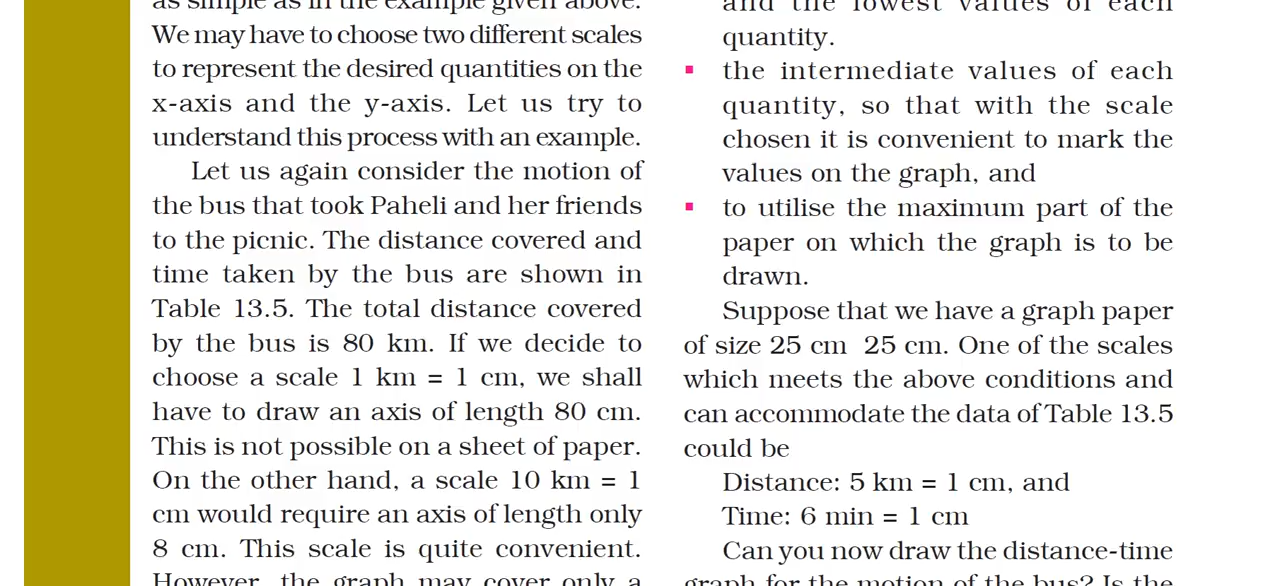 as simple as in the example given above.
We may have to choose two different scales
to represent the desired quantities on the
x-axis and the y-axis. Let us try to
understand this process with an example.
Let us again consider the motion of
the bus that took Paheli and her friends
to the picnic. The distance covered and
time taken by the bus are shown in
Table 13.5. The total distance covered
by the bus is 80 km. If we decide to
choose a scale 1 km = 1 cm, we shall
have to draw an axis of length 80 cm.
This is not possible on a sheet of paper.
On the other hand, a scale 10 km = 1
cm would require an axis of length only
8 cm. This scale is quite convenient.
However, the graph may cover only a
and the lowest values of each
quantity.
▪ the intermediate values of each
quantity, so that with the scale
chosen it is convenient to mark the
values on the graph, and
▪ to utilise the maximum part of the
paper on which the graph is to be
drawn.
Suppose that we have a graph paper
of size 25 cm 25 cm. One of the scales
which meets the above conditions and
can accommodate the data of Table 13.5
could be
Distance: 5 km = 1 cm, and
Time: 6 min = 1 cm
Can you now draw the distance-time
graph for the motion of the bus? Is the